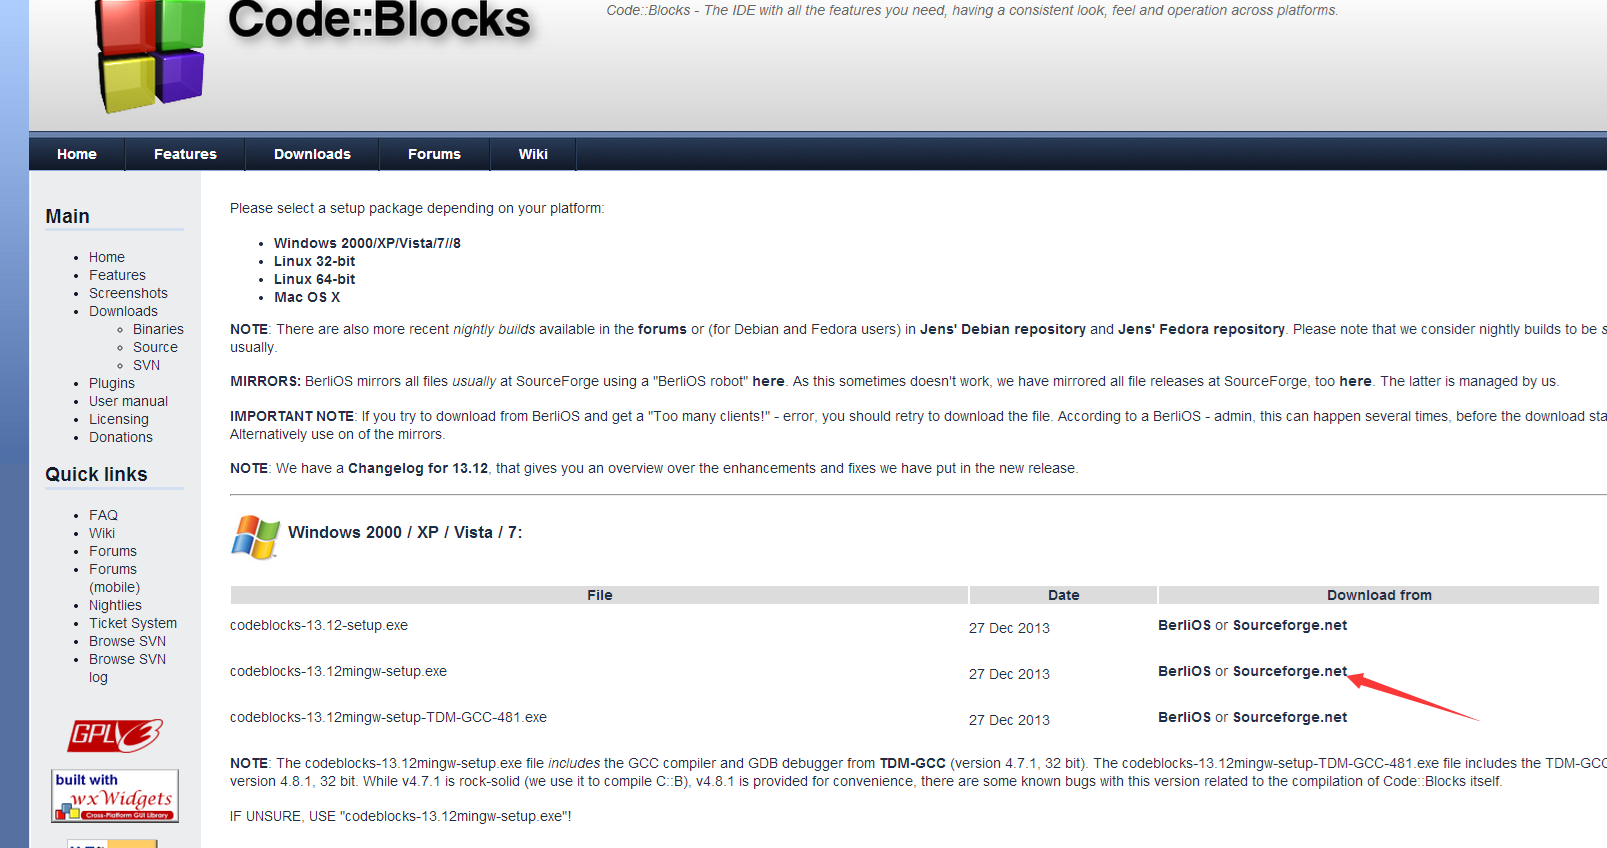 Code::Blocks
Code::Blocks - The IDE with all the features you need, having a consistent look, feel and operation across platforms.
Home Features Downloads Forums Wiki
Main
Home
Features
Screenshots
Downloads
Binaries
Source
SVN
Plugins
User manual
Licensing
Donations
Quick links
FAQ
Wiki
Forums
Forums
(mobile)
Nightlies
Ticket System
Browse SVN
Browse SVN
log
GPLv3
built with
wxWidgets
Cross-Platform GUI Library
Please select a setup package depending on your platform:
Windows 2000/XP/Vista/7//8
Linux 32-bit
Linux 64-bit
Mac OS X
NOTE: There are also more recent nightly builds available in the forums or (for Debian and Fedora users) in Jens' Debian repository and Jens' Fedora repository. Please note that we consider nightly builds to be s
usually.
MIRRORS: BerliOS mirrors all files usually at SourceForge using a "BerliOS robot" here. As this sometimes doesn't work, we have mirrored all file releases at SourceForge, too here. The latter is managed by us.
IMPORTANT NOTE: If you try to download from BerliOS and get a "Too many clients!" - error, you should retry to download the file. According to a BerliOS - admin, this can happen several times, before the download sta
Alternatively use on of the mirrors.
NOTE: We have a Changelog for 13.12, that gives you an overview over the enhancements and fixes we have put in the new release.
Windows 2000 / XP / Vista / 7:
File Date Download from
codeblocks-13.12-setup.exe 27 Dec 2013 BerliOS or Sourceforge.net
codeblocks-13.12mingw-setup.exe 27 Dec 2013 BerliOS or Sourceforge.net
codeblocks-13.12mingw-setup-TDM-GCC-481.exe 27 Dec 2013 BerliOS or Sourceforge.net
NOTE: The codeblocks-13.12mingw-setup.exe file includes the GCC compiler and GDB debugger from TDM-GCC (version 4.7.1, 32 bit). The codeblocks-13.12mingw-setup-TDM-GCC-481.exe file includes the TDM-GCC
version 4.8.1, 32 bit. While v4.7.1 is rock-solid (we use it to compile C::B), v4.8.1 is provided for convenience, there are some known bugs with this version related to the compilation of Code::Blocks itself.
IF UNSURE, USE "codeblocks-13.12mingw-setup.exe"!